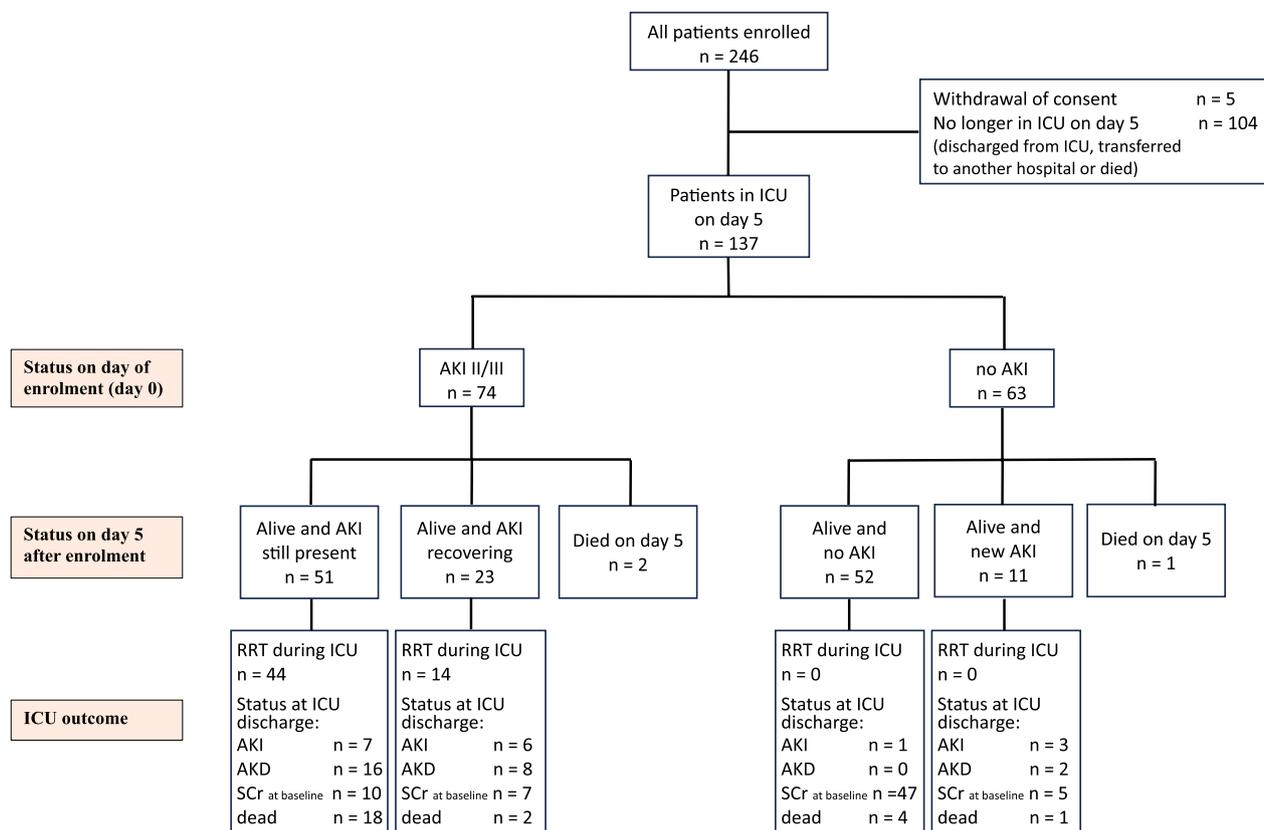 All patients enrolled
n = 246
Withdrawal of consent n = 5
No longer in ICU on day 5 n = 104
(discharged from ICU, transferred
to another hospital or died)
Patients in ICU
on day 5
n = 137
Status on day of
enrolment (day 0)
AKI II/III
n = 74
no AKI
n = 63
Status on day 5
after enrolment
Alive and AKI
still present
n = 51
Alive and AKI
recovering
n = 23
Died on day 5
n = 2
Alive and
no AKI
n = 52
Alive and
new AKI
n = 11
Died on day 5
n = 1
ICU outcome
RRT during ICU
n = 44
Status at ICU
discharge:
AKI n = 7
AKD n = 16
SCr at baseline n = 10
dead n = 18
RRT during ICU
n = 14
Status at ICU
discharge:
AKI n = 6
AKD n = 8
SCr at baseline n = 7
dead n = 2
RRT during ICU
n = 0
Status at ICU
discharge:
AKI n = 1
AKD n = 0
SCr at baseline n =47
dead n = 4
RRT during ICU
n = 0
Status at ICU
discharge:
AKI n = 3
AKD n = 2
SCr at baseline n = 5
dead n = 1